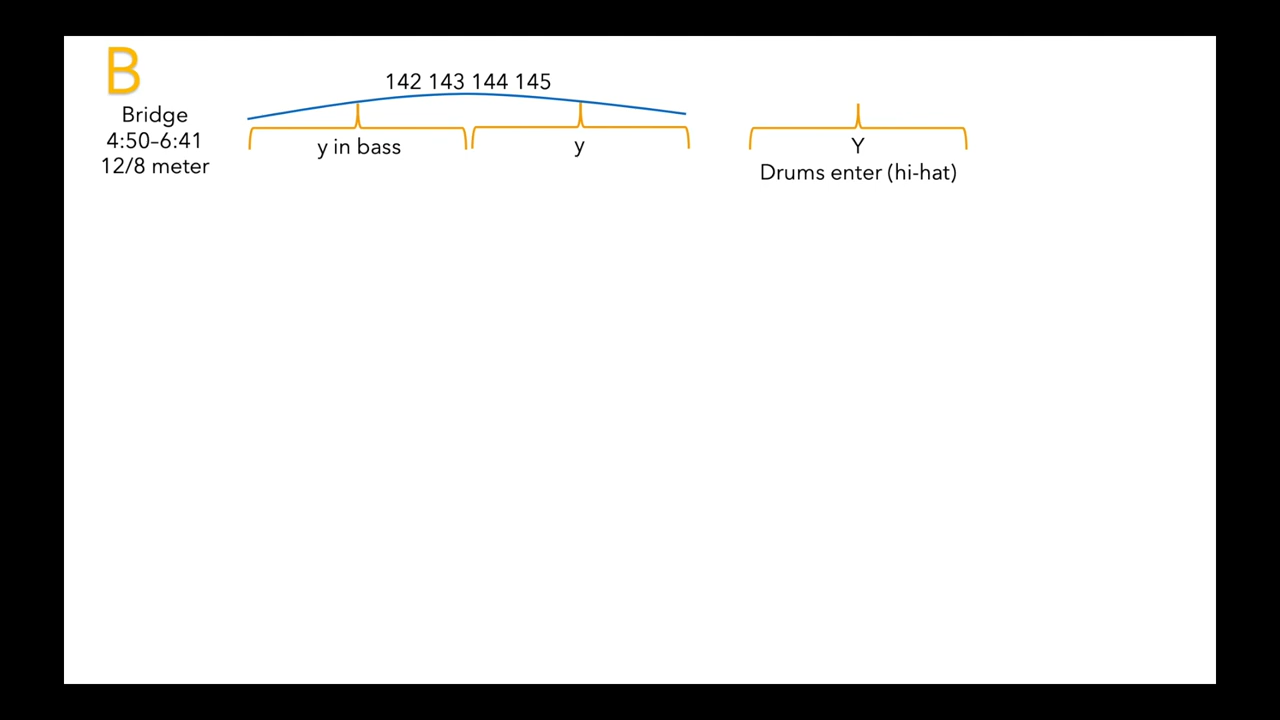 B
Bridge
4:50–6:41
12/8 meter
142 143 144 145
y in bass
y
Y
Drums enter (hi-hat)